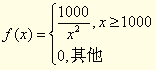 f(x) = { 1000/x², x ≥ 1000
0,其他